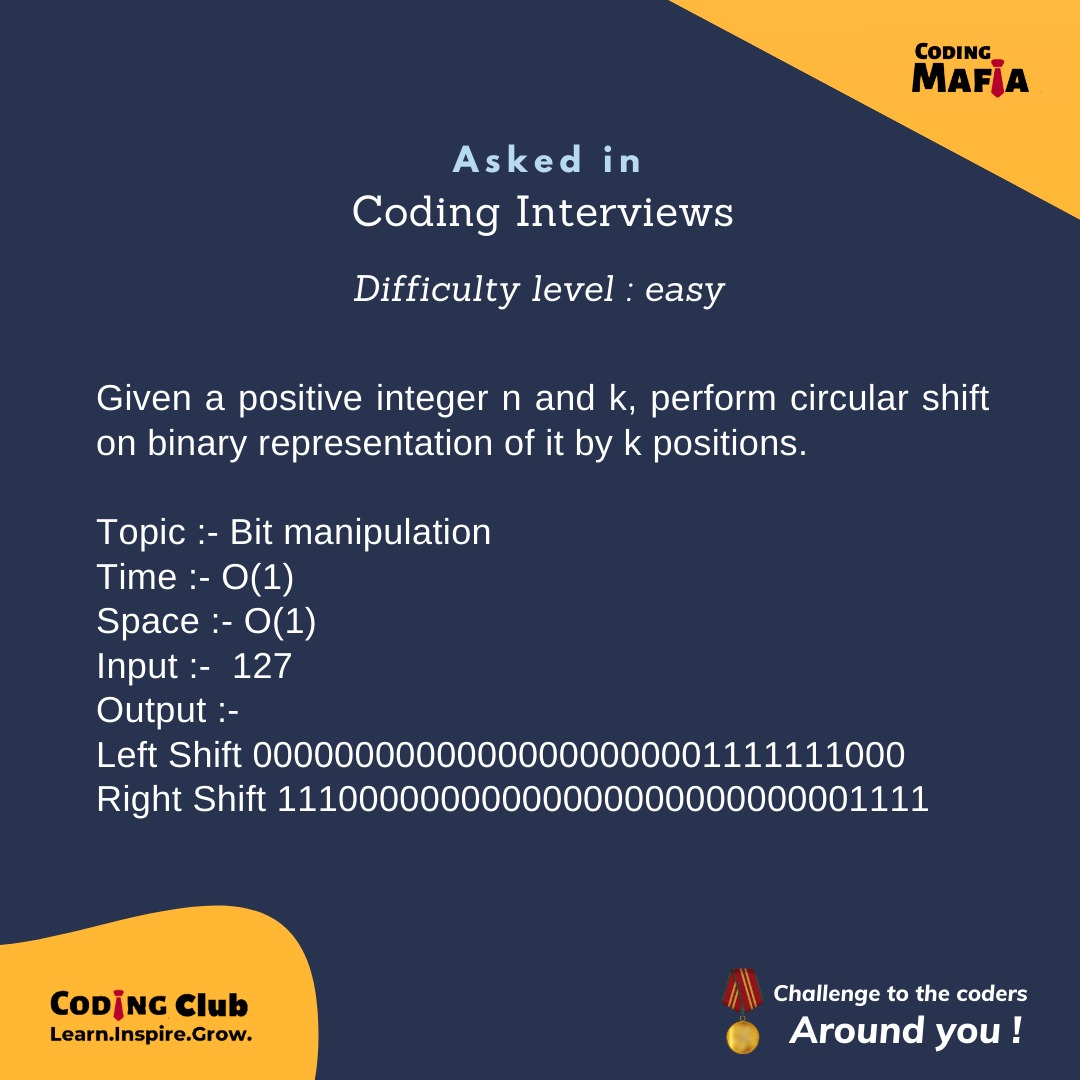 CODING
MAFIA
Asked in
Coding Interviews
Difficulty level : easy
Given a positive integer n and k, perform circular shift
on binary representation of it by k positions.
Topic :- Bit manipulation
Time :- O(1)
Space :- O(1)
Input :-  127
Output :-
Left Shift 00000000000000000000001111111000
Right Shift 11100000000000000000000000001111
CODING Club
Learn.Inspire.Grow.
Challenge to the coders
Around you !